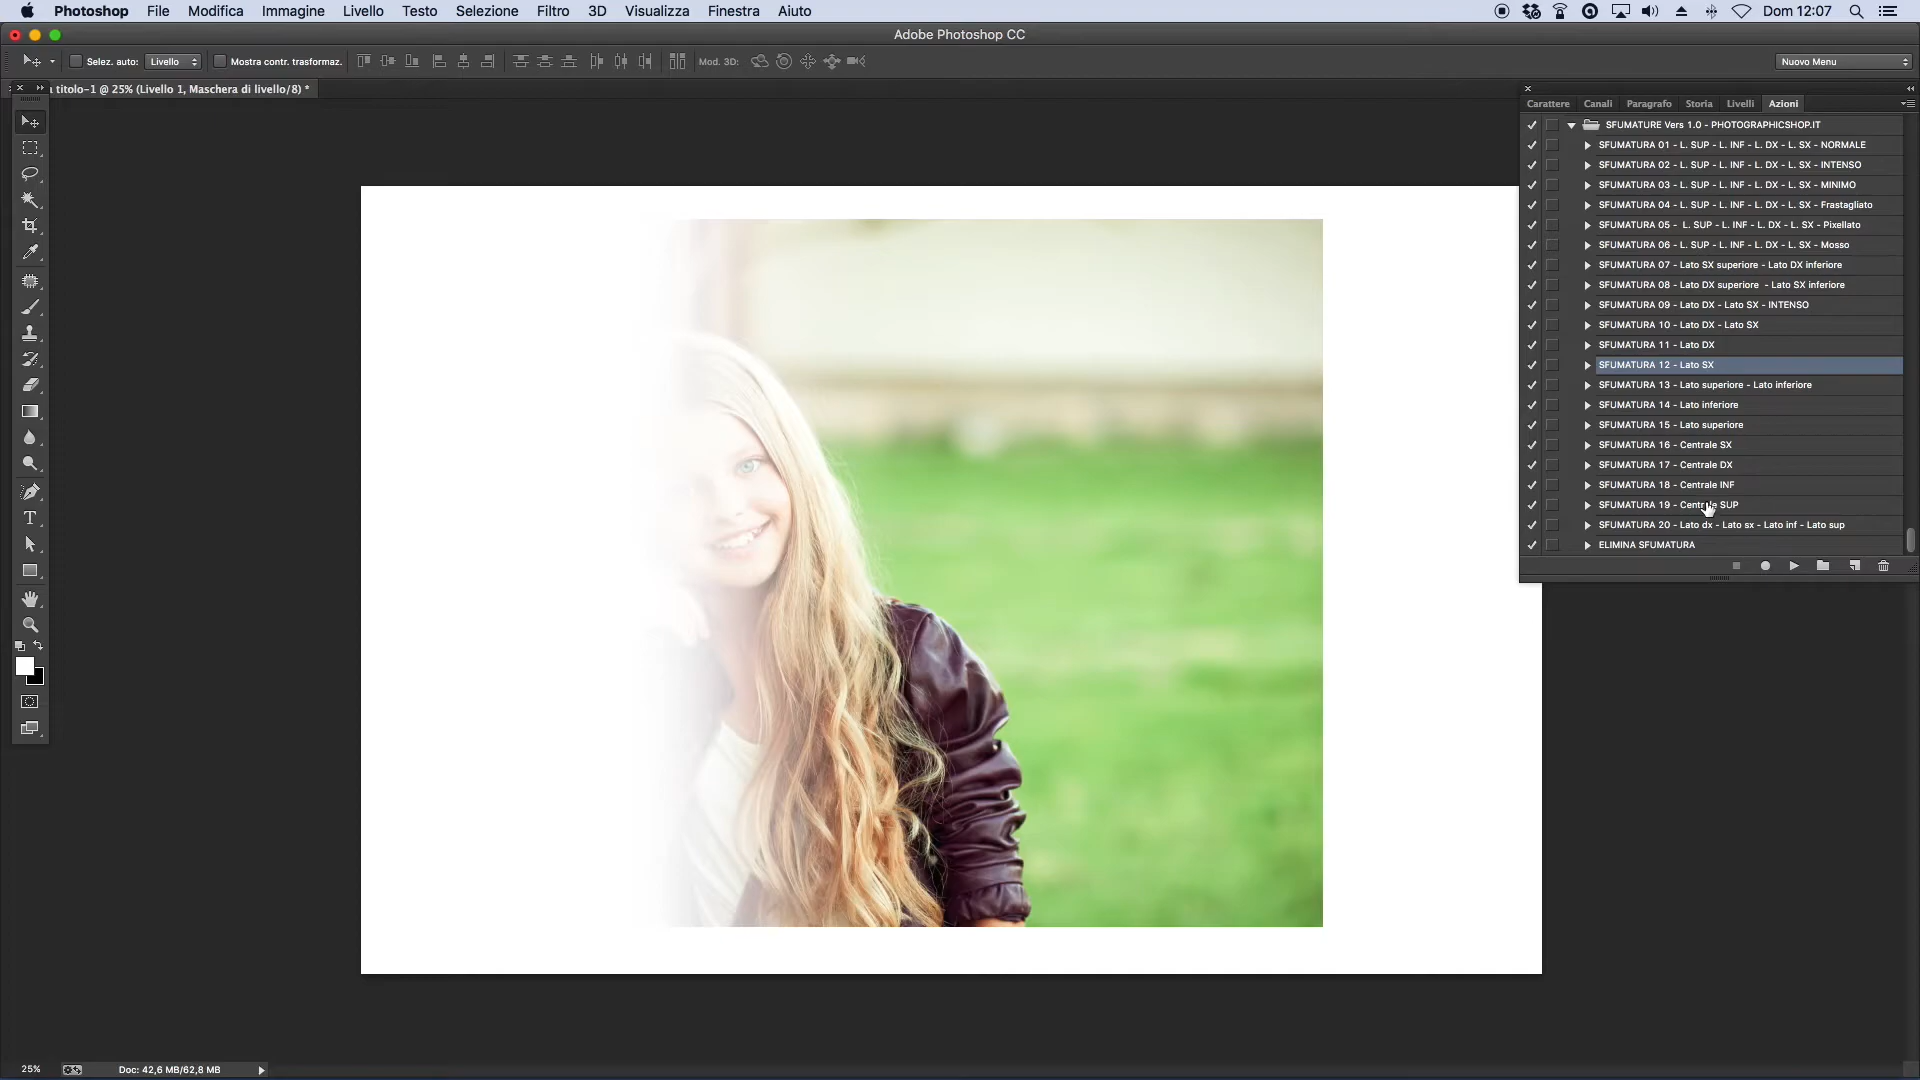 Photoshop File Modifica Immagine Livello Testo Selezione Filtro 3D Visualizza Finestra Aiuto Dom 12:07
Adobe Photoshop CC
Selez. auto: Livello Mostra contr. trasformaz. Mod. 3D: Nuovo Menu
titolo-1 @ 25% (Livello 1, Maschera di livello/8) *
Carattere Canali Paragrafo Storia Livelli Azioni
SFUMATURE Vers 1.0 - PHOTOGRAPHICSHOP.IT
SFUMATURA 01 - L. SUP - L. INF - L. DX - L. SX - NORMALE
SFUMATURA 02 - L. SUP - L. INF - L. DX - L. SX - INTENSO
SFUMATURA 03 - L. SUP - L. INF - L. DX - L. SX - MINIMO
SFUMATURA 04 - L. SUP - L. INF - L. DX - L. SX - Frastagliato
SFUMATURA 05 - L. SUP - L. INF - L. DX - L. SX - Pixellato
SFUMATURA 06 - L. SUP - L. INF - L. DX - L. SX - Mosso
SFUMATURA 07 - Lato SX superiore - Lato DX inferiore
SFUMATURA 08 - Lato DX superiore - Lato SX inferiore
SFUMATURA 09 - Lato DX - Lato SX - INTENSO
SFUMATURA 10 - Lato DX - Lato SX
SFUMATURA 11 - Lato DX
SFUMATURA 12 - Lato SX
SFUMATURA 13 - Lato superiore - Lato inferiore
SFUMATURA 14 - Lato inferiore
SFUMATURA 15 - Lato superiore
SFUMATURA 16 - Centrale SX
SFUMATURA 17 - Centrale DX
SFUMATURA 18 - Centrale INF
SFUMATURA 19 - Centrale SUP
SFUMATURA 20 - Lato dx - Lato sx - Lato inf - Lato sup
ELIMINA SFUMATURA
25% Doc: 42,6 MB/62,8 MB